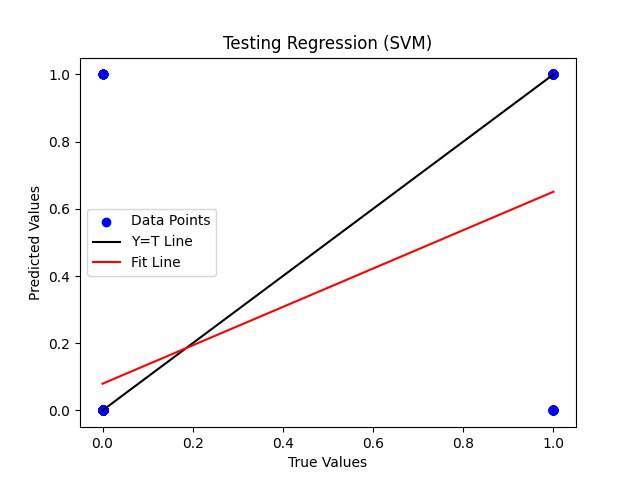 Testing Regression (SVM)
Predicted Values
1.0
0.8
0.6
0.4
0.2
0.0
Data Points
Y=T Line
Fit Line
0.0 0.2 0.4 0.6 0.8 1.0
True Values